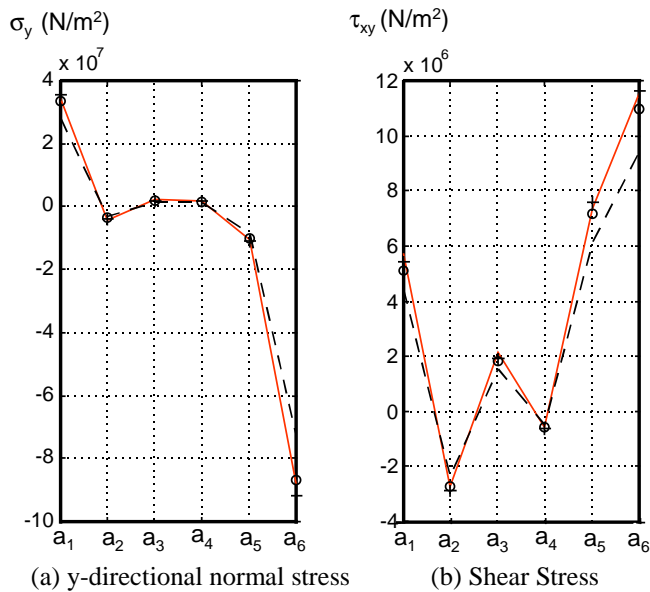 σy (N/m2)
x 10^7
4
2
0
-2
-4
-6
-8
-10
a1 a2 a3 a4 a5 a6
(a) y-directional normal stress
τxy (N/m2)
x 10^6
12
10
8
6
4
2
0
-2
-4
a1 a2 a3 a4 a5 a6
(b) Shear Stress